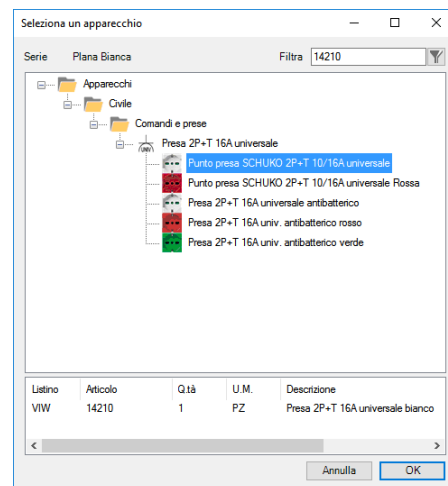 Seleziona un apparecchio
Serie Plana Bianca Filtra 14210
Apparecchi
Civile
Comandi e prese
UNIV Presa 2P+T 16A universale
Punto presa SCHUKO 2P+T 10/16A universale
Punto presa SCHUKO 2P+T 10/16A universale Rossa
Presa 2P+T 16A universale antibatterico
Presa 2P+T 16A univ. antibatterico rosso
Presa 2P+T 16A univ. antibatterico verde
Listino Articolo Q.tà U.M. Descrizione
VIW 14210 1 PZ Presa 2P+T 16A universale bianco
Annulla OK